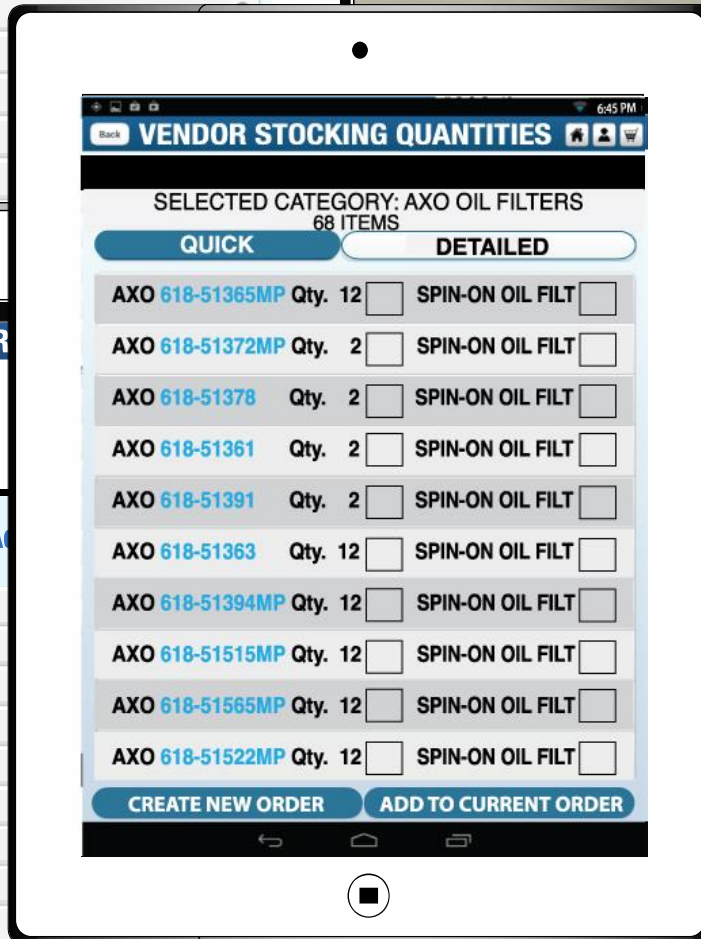 6:45 PM
Back VENDOR STOCKING QUANTITIES
SELECTED CATEGORY: AXO OIL FILTERS
68 ITEMS
QUICK DETAILED
AXO 618-51365MP Qty. 12 SPIN-ON OIL FILT
AXO 618-51372MP Qty. 2 SPIN-ON OIL FILT
AXO 618-51378 Qty. 2 SPIN-ON OIL FILT
AXO 618-51361 Qty. 2 SPIN-ON OIL FILT
AXO 618-51391 Qty. 2 SPIN-ON OIL FILT
AXO 618-51363 Qty. 12 SPIN-ON OIL FILT
AXO 618-51394MP Qty. 12 SPIN-ON OIL FILT
AXO 618-51515MP Qty. 12 SPIN-ON OIL FILT
AXO 618-51565MP Qty. 12 SPIN-ON OIL FILT
AXO 618-51522MP Qty. 12 SPIN-ON OIL FILT
CREATE NEW ORDER ADD TO CURRENT ORDER